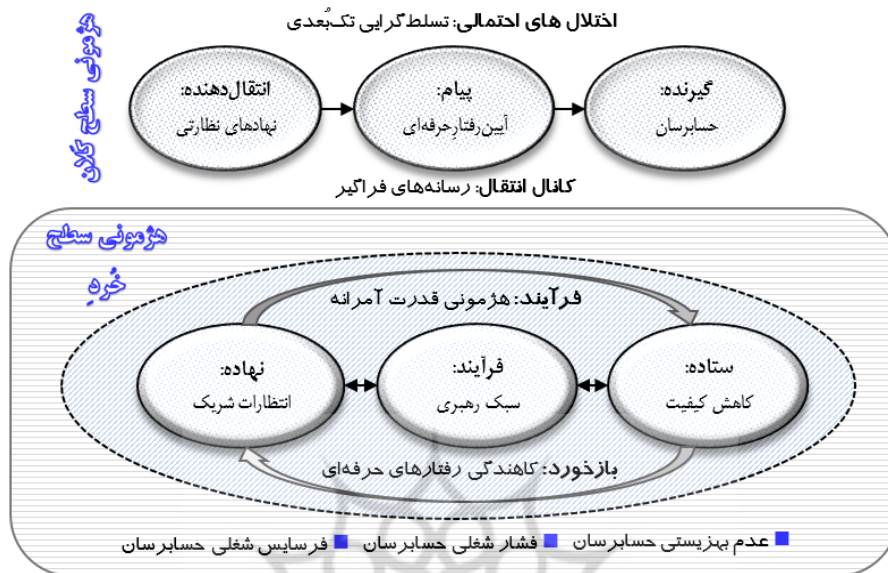 اختلال های احتمالی: تسلط‌گرایی تک‌بُعدی
هژمونی سطح کلان
گیرنده:
حسابرسان
پیام:
آیین‌رفتارِحرفه‌ای
انتقال‌دهنده:
نهادهای نظارتی
کانال انتقال: رسانه‌های فراگیر
هژمونی سطح
خُردِ
فرآیند: هژمونی قدرت آمرانه
ستاده:
کاهش کیفیت
فرآیند:
سبک رهبری
نهاده:
انتظارات شریک
بازخورد: کاهندگی رفتارهای حرفه‌ای
عدم بهزیستی حسابرسان
فشار شغلی حسابرسان
فرسایس شغلی حسابرسان